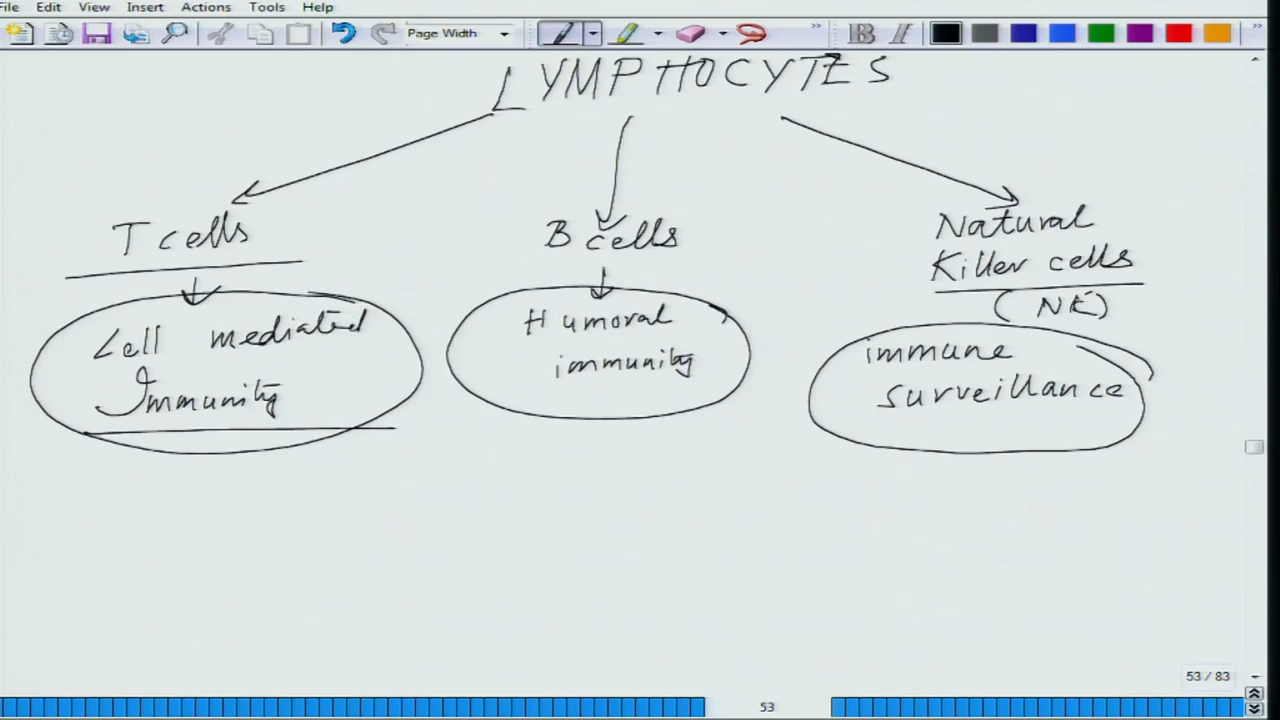 File Edit View Insert Actions Tools Help
Page Width
B I
LYMPHOCYTES
T cells
B cells
Natural
Killer cells
(NK)
Cell mediated
Immunity
Humoral
immunity
immune
surveillance
53 / 83
53